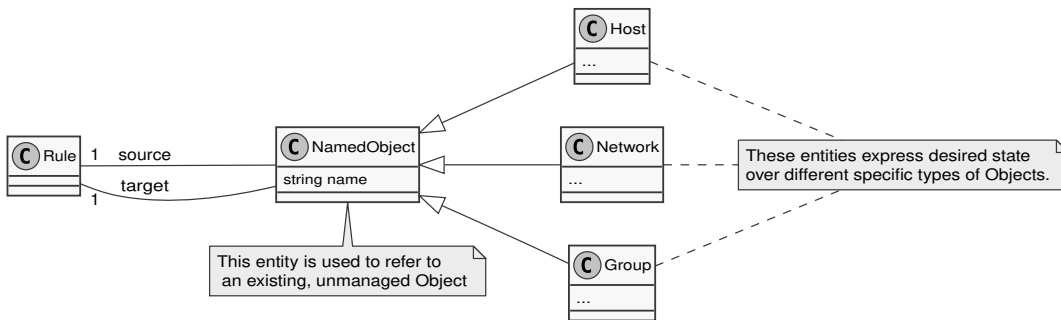 C Host
...
C Rule
1 source
target
1
C NamedObject
string name
C Network
...
These entities express desired state
over different specific types of Objects.
This entity is used to refer to
an existing, unmanaged Object
C Group
...